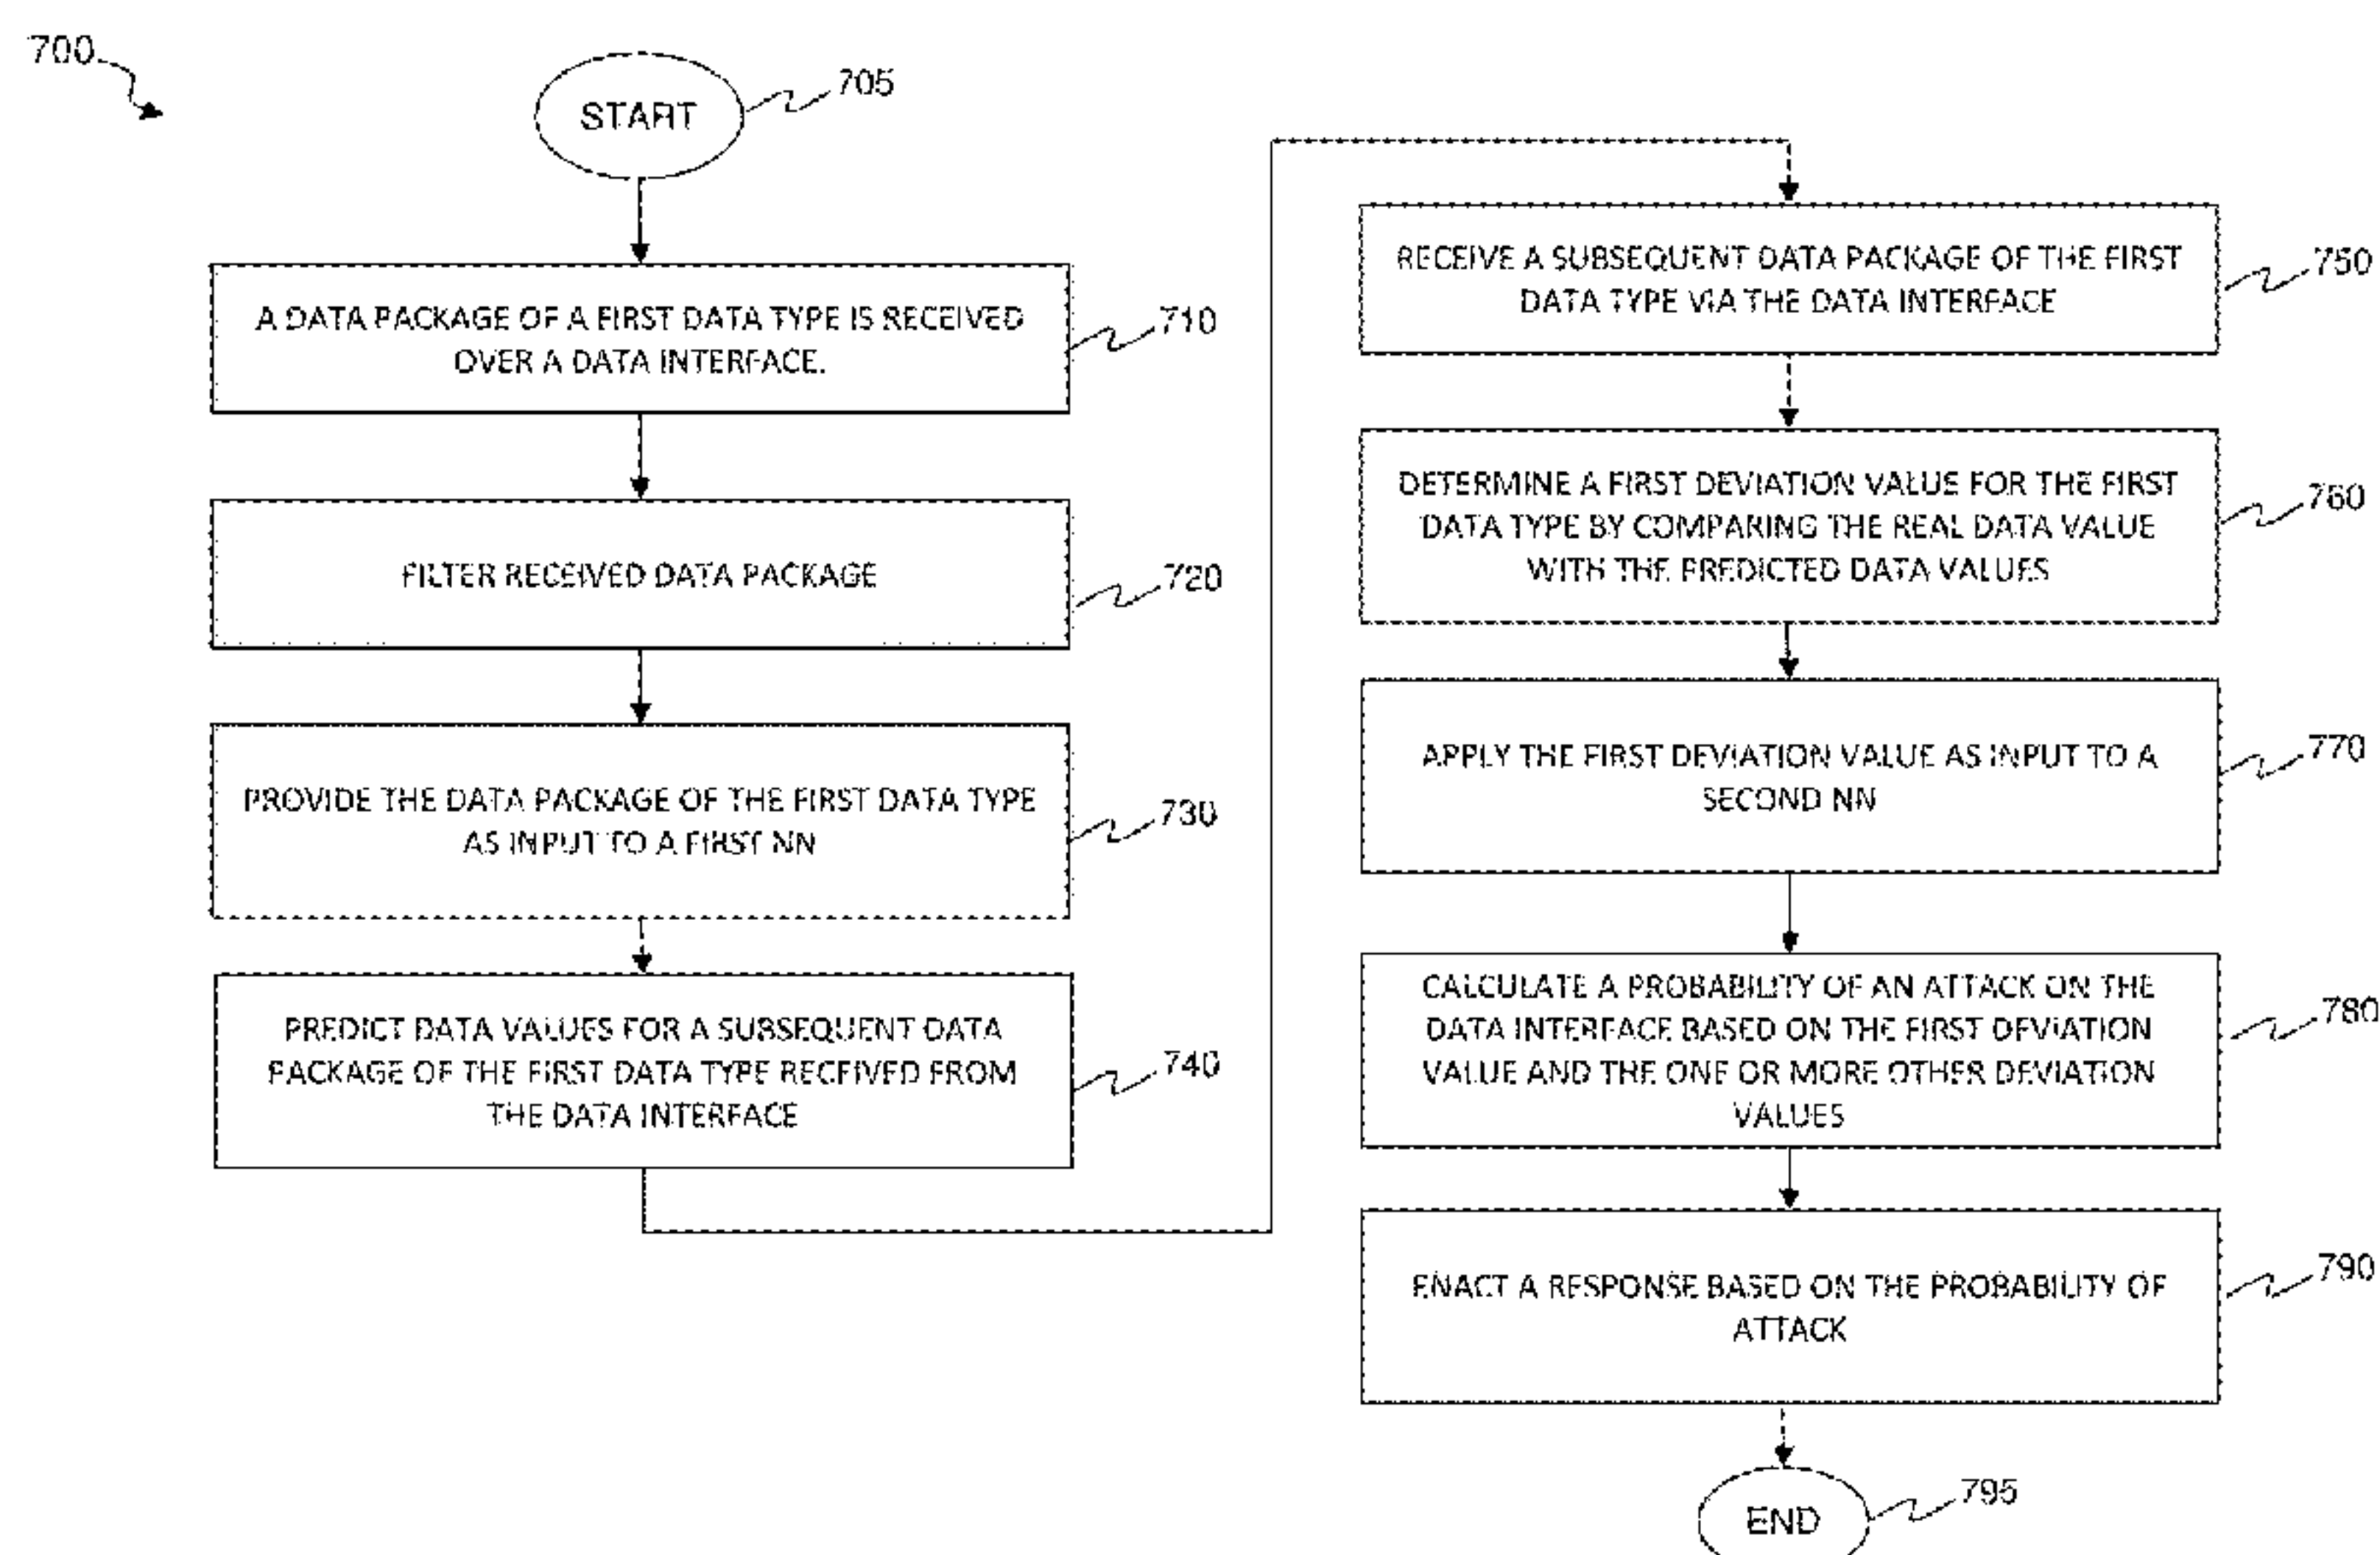 700
START
705
A DATA PACKAGE OF A FIRST DATA TYPE IS RECEIVED
OVER A DATA INTERFACE.
710
FILTER RECEIVED DATA PACKAGE
720
PROVIDE THE DATA PACKAGE OF THE FIRST DATA TYPE
AS INPUT TO A FIRST NN
730
PREDICT DATA VALUES FOR A SUBSEQUENT DATA
PACKAGE OF THE FIRST DATA TYPE RECEIVED FROM
THE DATA INTERFACE
740
RECEIVE A SUBSEQUENT DATA PACKAGE OF THE FIRST
DATA TYPE VIA THE DATA INTERFACE
750
DETERMINE A FIRST DEVIATION VALUE FOR THE FIRST
DATA TYPE BY COMPARING THE REAL DATA VALUE
WITH THE PREDICTED DATA VALUES
760
APPLY THE FIRST DEVIATION VALUE AS INPUT TO A
SECOND NN
770
CALCULATE A PROBABILITY OF AN ATTACK ON THE
DATA INTERFACE BASED ON THE FIRST DEVIATION
VALUE AND THE ONE OR MORE OTHER DEVIATION
VALUES
780
ENACT A RESPONSE BASED ON THE PROBABILITY OF
ATTACK
790
END
795